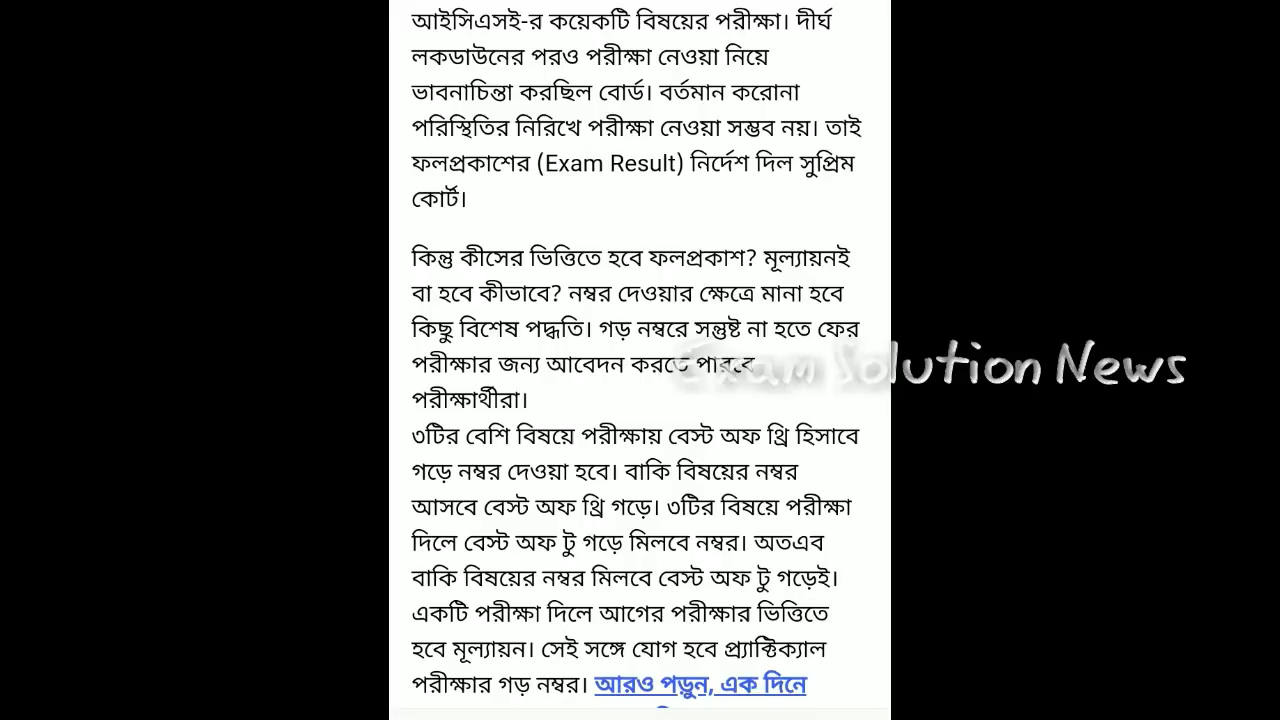 আইসিএসই-র কয়েকটি বিষয়ের পরীক্ষা। দীর্ঘ
লকডাউনের পরও পরীক্ষা নেওয়া নিয়ে
ভাবনাচিন্তা করছিল বোর্ড। বর্তমান করোনা
পরিস্থিতির নিরিখে পরীক্ষা নেওয়া সম্ভব নয়। তাই
ফলপ্রকাশের (Exam Result) নির্দেশ দিল সুপ্রিম
কোর্ট।
কিন্তু কীসের ভিত্তিতে হবে ফলপ্রকাশ? মূল্যায়নই
বা হবে কীভাবে? নম্বর দেওয়ার ক্ষেত্রে মানা হবে
কিছু বিশেষ পদ্ধতি। গড় নম্বরে সন্তুষ্ট না হতে ফের
পরীক্ষার জন্য আবেদন করতে পারবে
Exam Solution News
পরীক্ষার্থীরা।
৩টির বেশি বিষয়ে পরীক্ষায় বেস্ট অফ থ্রি হিসাবে
গড়ে নম্বর দেওয়া হবে। বাকি বিষয়ের নম্বর
আসবে বেস্ট অফ থ্রি গড়ে। ৩টির বিষয়ে পরীক্ষা
দিলে বেস্ট অফ টু গড়ে মিলবে নম্বর। অতএব
বাকি বিষয়ের নম্বর মিলবে বেস্ট অফ টু গড়েই।
একটি পরীক্ষা দিলে আগের পরীক্ষার ভিত্তিতে
হবে মূল্যায়ন। সেই সঙ্গে যোগ হবে প্র্যাক্টিক্যাল
পরীক্ষার গড় নম্বর। আরও পড়ুন, এক দিনে